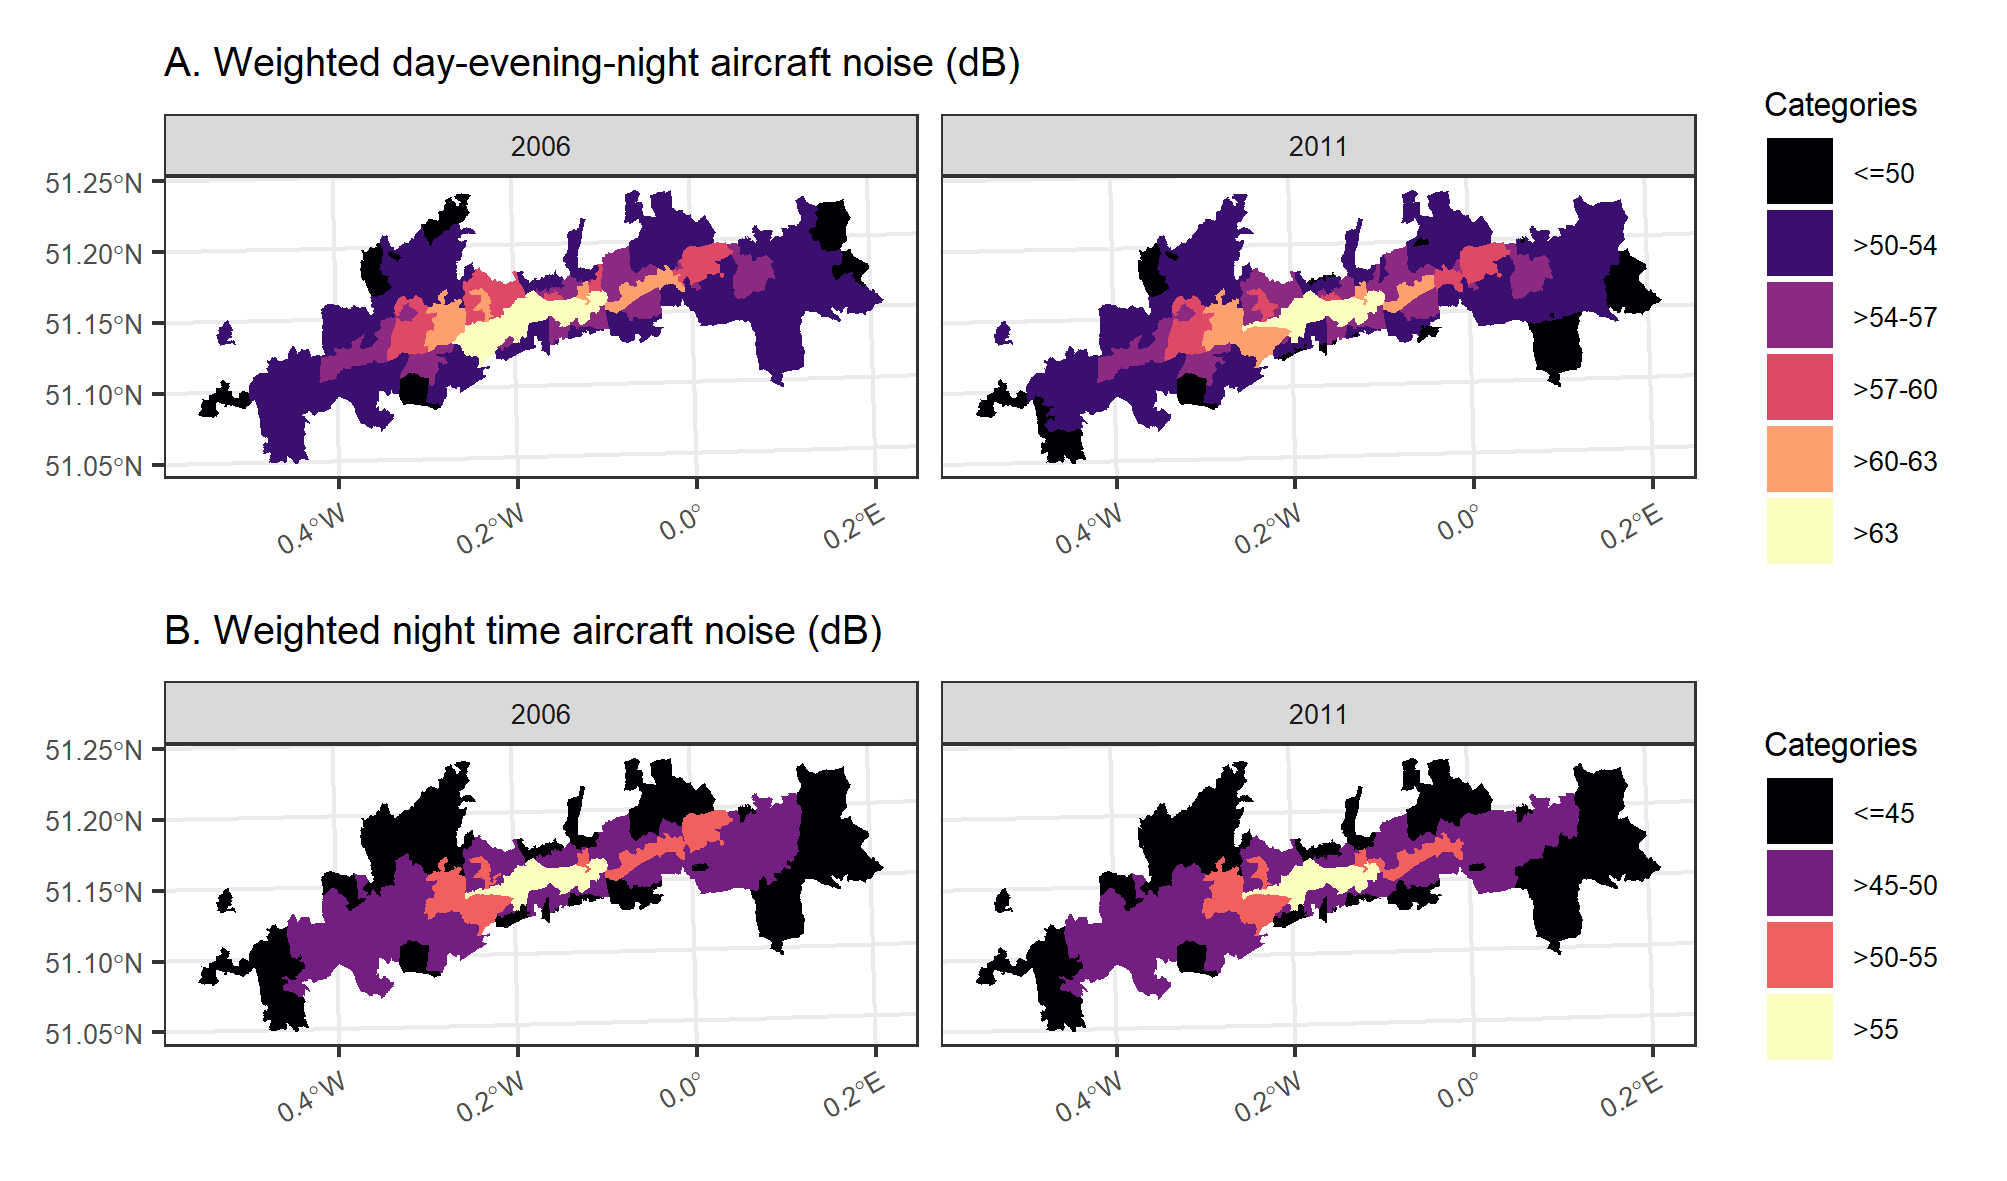 A. Weighted day-evening-night aircraft noise (dB)
2006
2011
51.25°N
51.20°N
51.15°N
51.10°N
51.05°N
0.4°W
0.2°W
0.0°
0.2°E
0.4°W
0.2°W
0.0°
0.2°E
Categories
<=50
>50-54
>54-57
>57-60
>60-63
>63
B. Weighted night time aircraft noise (dB)
2006
2011
51.25°N
51.20°N
51.15°N
51.10°N
51.05°N
0.4°W
0.2°W
0.0°
0.2°E
0.4°W
0.2°W
0.0°
0.2°E
Categories
<=45
>45-50
>50-55
>55